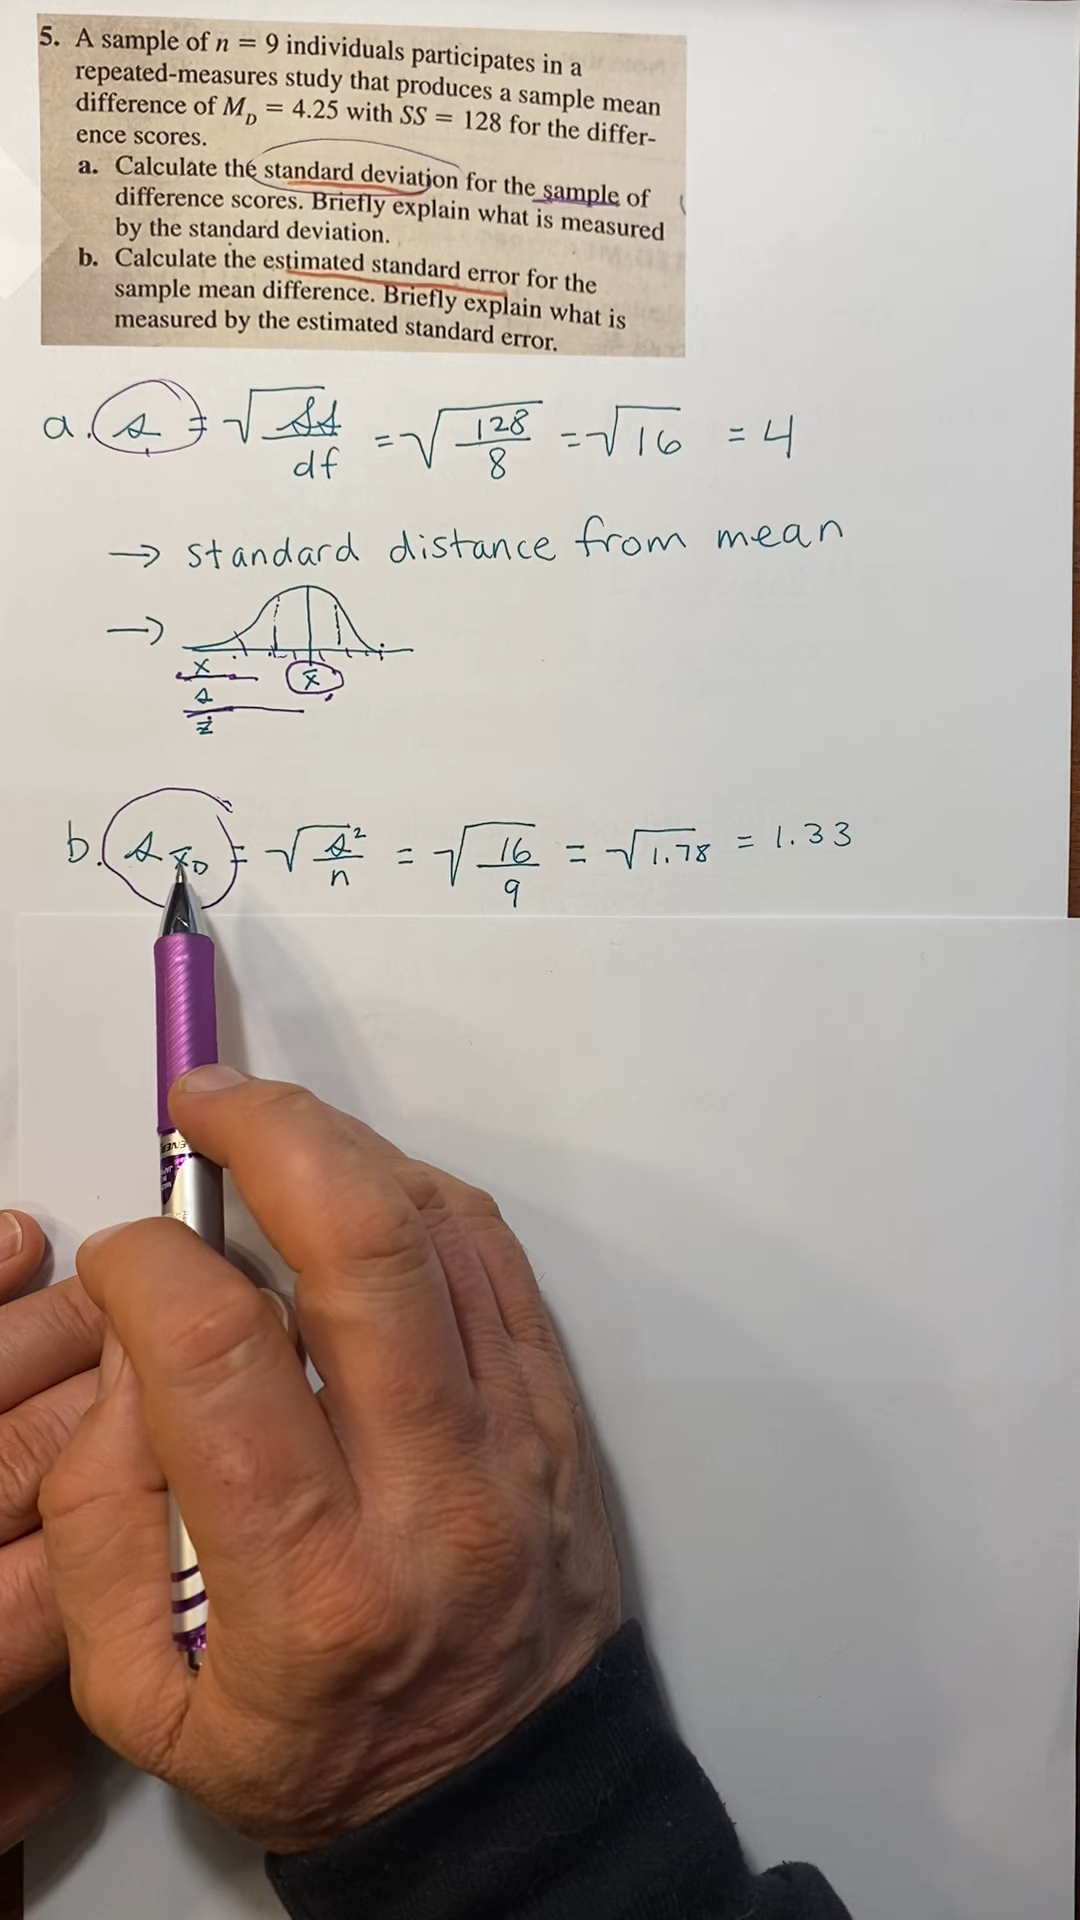 5. A sample of n = 9 individuals participates in a
repeated-measures study that produces a sample mean
difference of M_D = 4.25 with SS = 128 for the differ-
ence scores.
a. Calculate the standard deviation for the sample of
difference scores. Briefly explain what is measured
by the standard deviation.
b. Calculate the estimated standard error for the
sample mean difference. Briefly explain what is
measured by the estimated standard error.
a. s = √(SS/df) = √(128/8) = √16 = 4
→ standard distance from mean
→
x x̄
s
z
b. s_x̄D = √(s²/n) = √(16/9) = √1.78 = 1.33